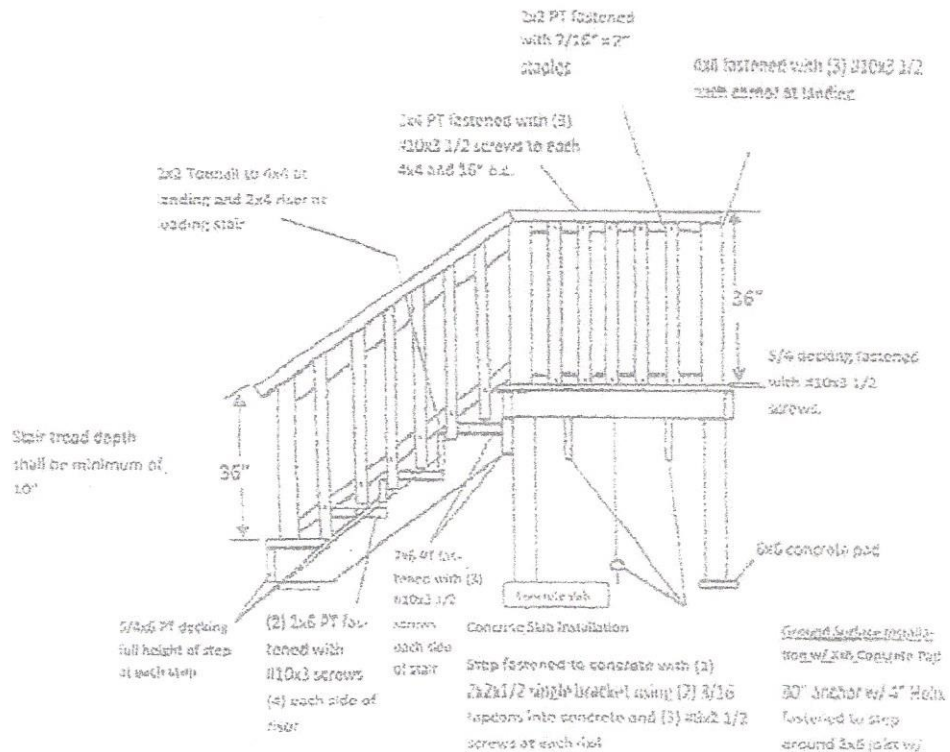 2x2 PT fastened
with 7/16" x 2"
staples
4x4 fastened with (3) #10x3 1/2
each corner at landing
2x4 PT fastened with (3)
#10x3 1/2 screws to each
4x4 and 16" o.c.
2x2 Toenail to 4x4 at
landing and 2x4 riser at
leading stair
36"
5/4 decking fastened
with #10x3 1/2
screws.
Stair tread depth
shall be minimum of
10"
36"
6x6 concrete pad
2x6 PT fas-
tened with (3)
#10x3 1/2
screws
each side
of stair
Concrete slab
5/4x6 PT decking
full height of step
at each step
(2) 2x6 PT fas-
tened with
#10x3 screws
(4) each side of
riser
Concrete Slab Installation
Step fastened to concrete with (1)
2x2x1/2 single bracket using (2) 3/16
tapcons into concrete and (3) 1/2
screws at each 4x4
Ground Surface Installa-
tion w/ Concrete Pad
30" anchor w/ 4" Helix
fastened to step
around 2x6 joist w/